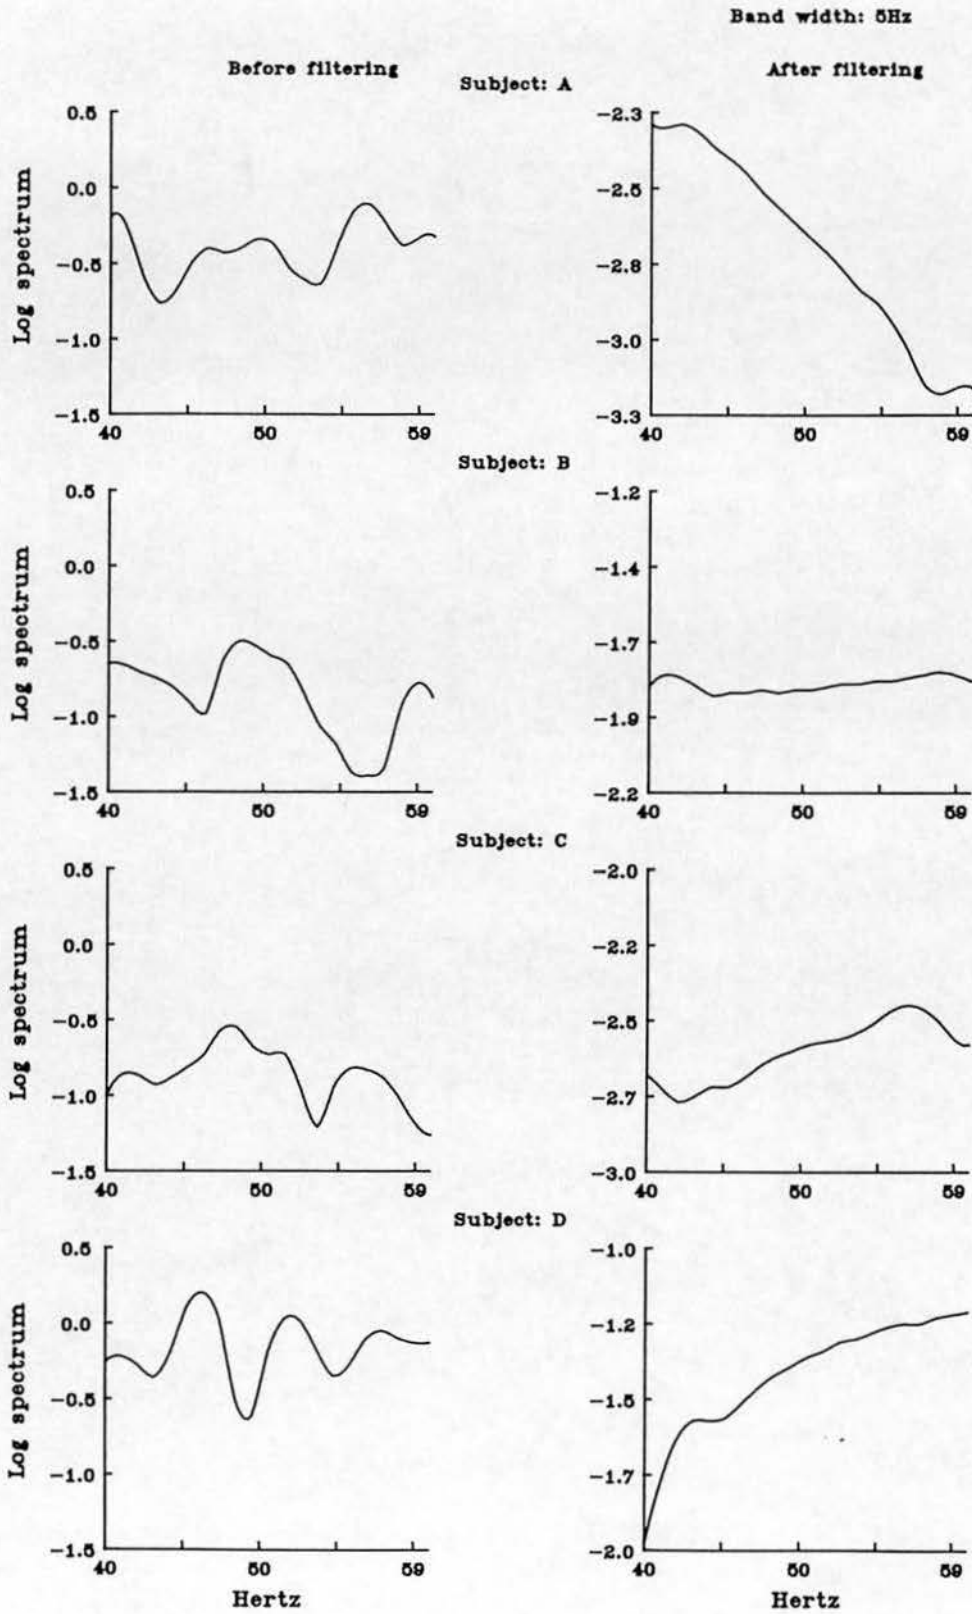 Band width: 5Hz
Before filtering
After filtering
Subject: A
Log spectrum
0.5
0.0
−0.5
−1.0
−1.5
40 50 59
−2.3
−2.5
−2.8
−3.0
−3.3
40 50 59
Subject: B
Log spectrum
0.5
0.0
−0.5
−1.0
−1.5
40 50 59
−1.2
−1.4
−1.7
−1.9
−2.2
40 50 59
Subject: C
Log spectrum
0.5
0.0
−0.5
−1.0
−1.5
40 50 59
−2.0
−2.2
−2.5
−2.7
−3.0
40 50 59
Subject: D
Log spectrum
0.5
0.0
−0.5
−1.0
−1.5
40 50 59
Hertz
−1.0
−1.2
−1.5
−1.7
−2.0
40 50 59
Hertz